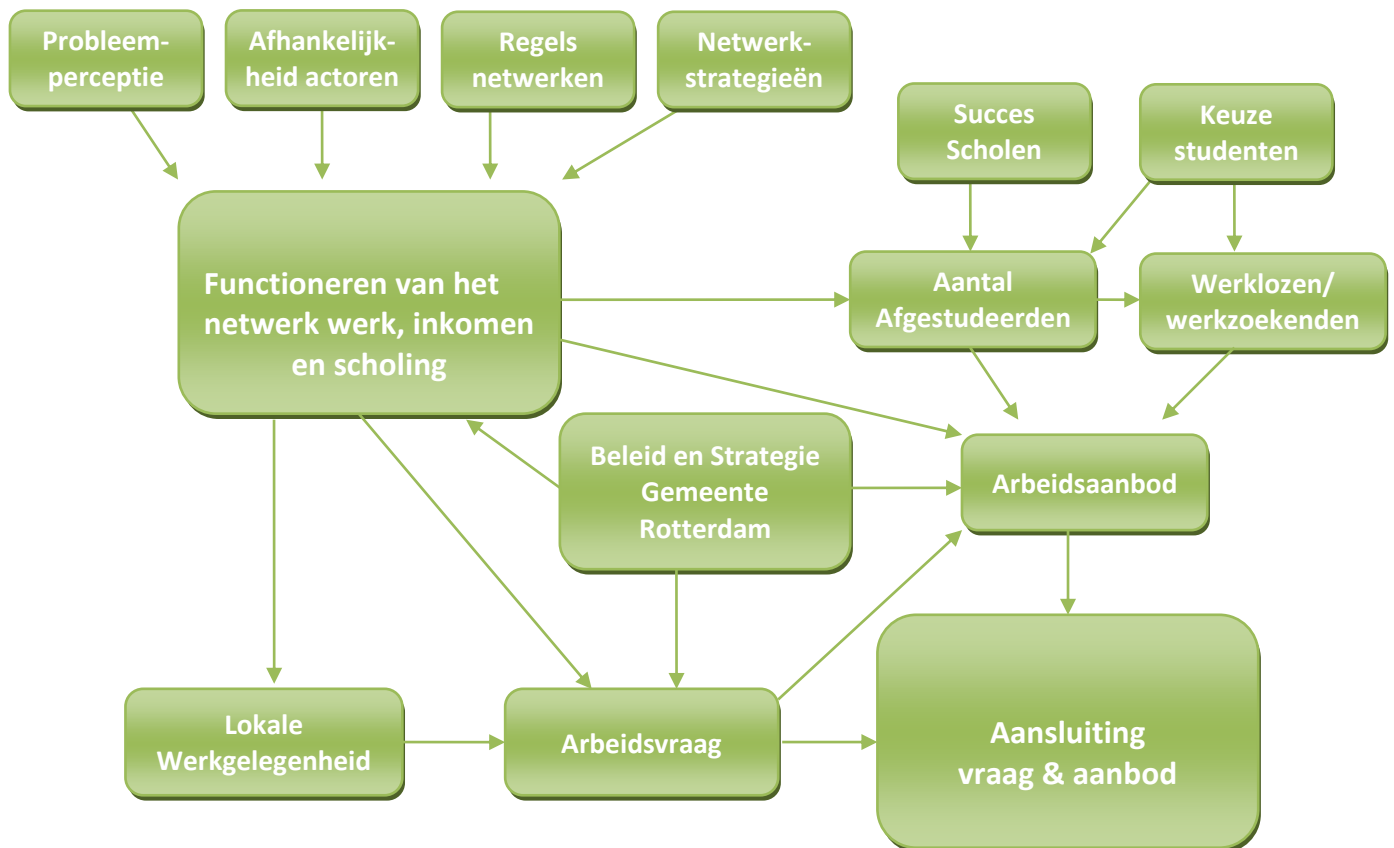 Probleem-
perceptie
Afhankelijk-
heid actoren
Regels
netwerken
Netwerk-
strategieën
Succes
Scholen
Keuze
studenten
Functioneren van het
netwerk werk, inkomen
en scholing
Aantal
Afgestudeerden
Werklozen/
werkzoekenden
Beleid en Strategie
Gemeente
Rotterdam
Arbeidsaanbod
Lokale
Werkgelegenheid
Arbeidsvraag
Aansluiting
vraag & aanbod